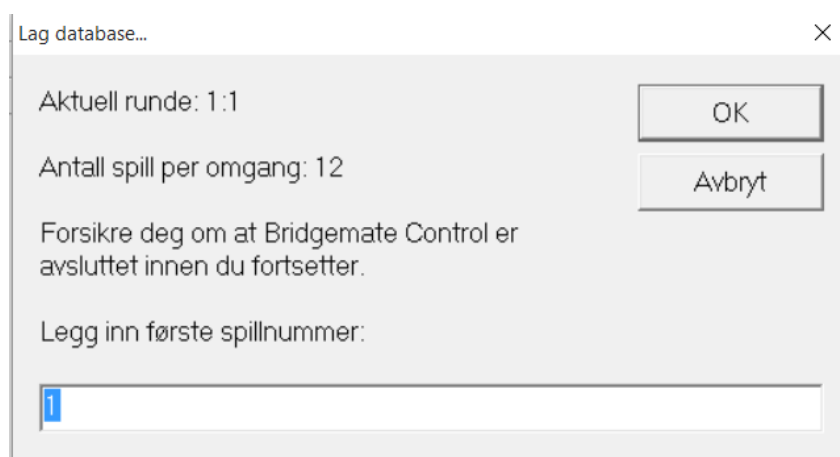 Lag database...
Aktuell runde: 1:1
OK
Antall spill per omgang: 12
Avbryt
Forsikre deg om at Bridgemate Control er
avsluttet innen du fortsetter.
Legg inn første spillnummer:
1